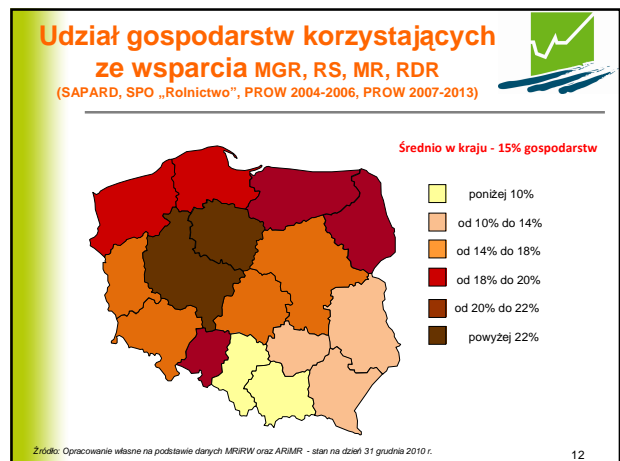 Udział gospodarstw korzystających
ze wsparcia MGR, RS, MR, RDR
(SAPARD, SPO „Rolnictwo”, PROW 2004-2006, PROW 2007-2013)
Średnio w kraju - 15% gospodarstw
poniżej 10%
od 10% do 14%
od 14% do 18%
od 18% do 20%
od 20% do 22%
powyżej 22%
Źródło: Opracowanie własne na podstawie danych MRiRW oraz ARiMR - stan na dzień 31 grudnia 2010 r.
12